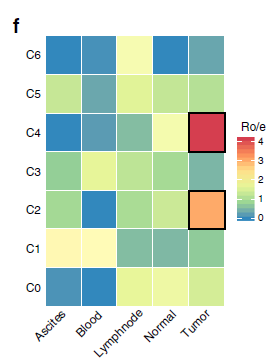 f
C6
C5
C4
C3
C2
C1
C0
Ro/e
4
3
2
1
0
Ascites
Blood
Lymphnode
Normal
Tumor